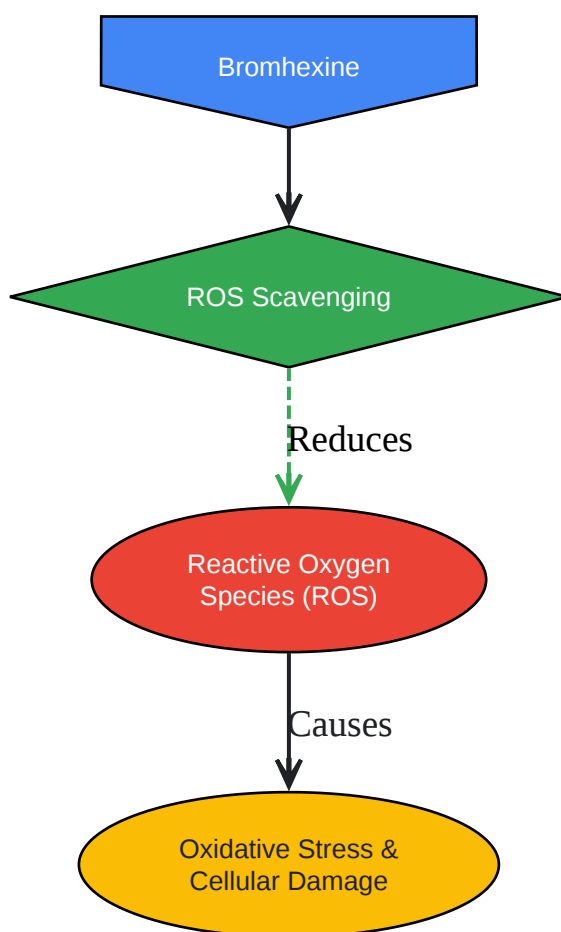 Bromhexine
ROS Scavenging
Reduces
Reactive Oxygen
Species (ROS)
Causes
Oxidative Stress &
Cellular Damage